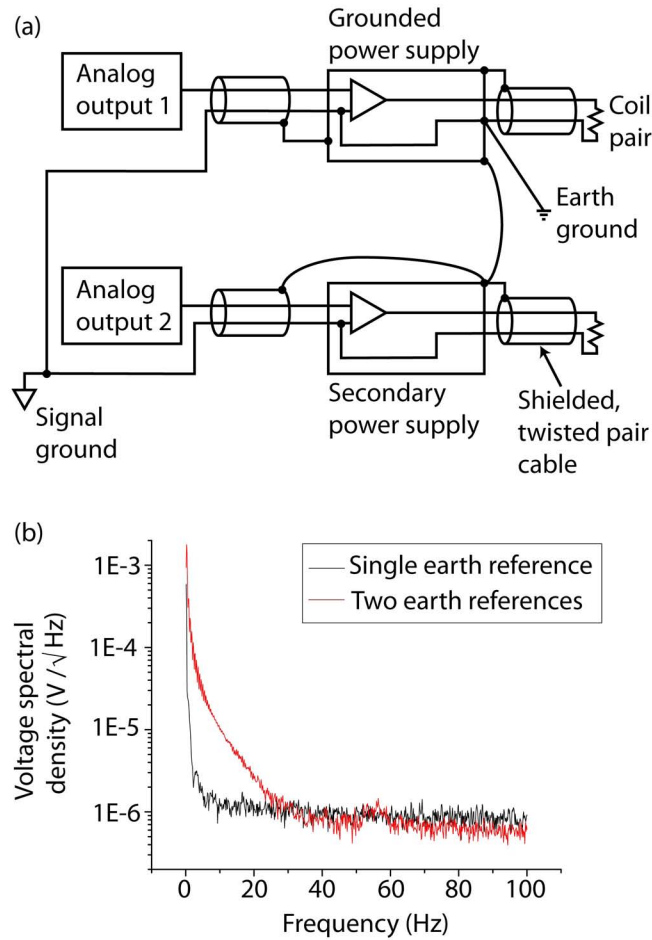 (a)
Grounded
power supply
Analog
output 1
Coil
pair
Earth
ground
Analog
output 2
Signal
ground
Secondary
power supply
Shielded,
twisted pair
cable
(b)
1E-3
1E-4
1E-5
1E-6
Voltage spectral
density (V /√ Hz)
Single earth reference
Two earth references
0 20 40 60 80 100
Frequency (Hz)